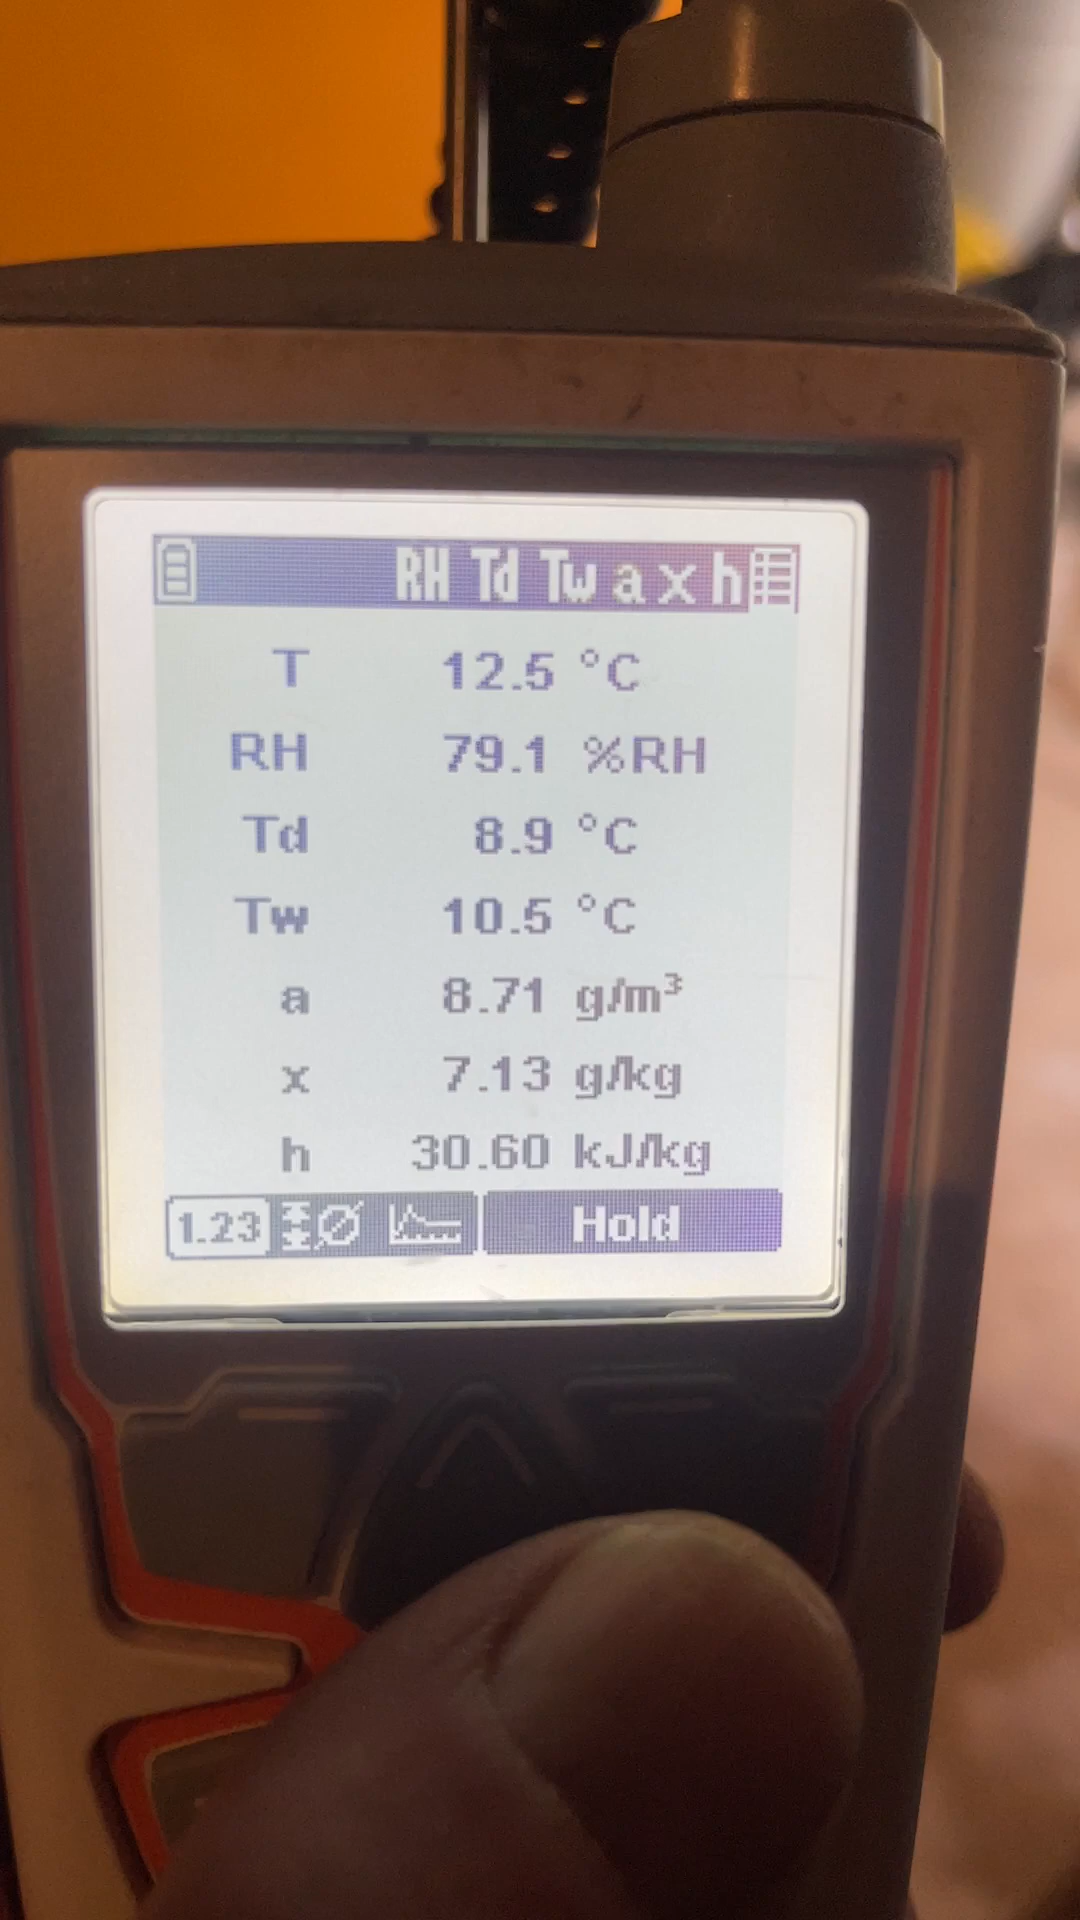 RH Td Tw a x h
T 12.5 °C
RH 79.1 %RH
Td 8.9 °C
Tw 10.5 °C
a 8.71 g/m³
x 7.13 g/kg
h 30.60 kJ/kg
1.23 Hold